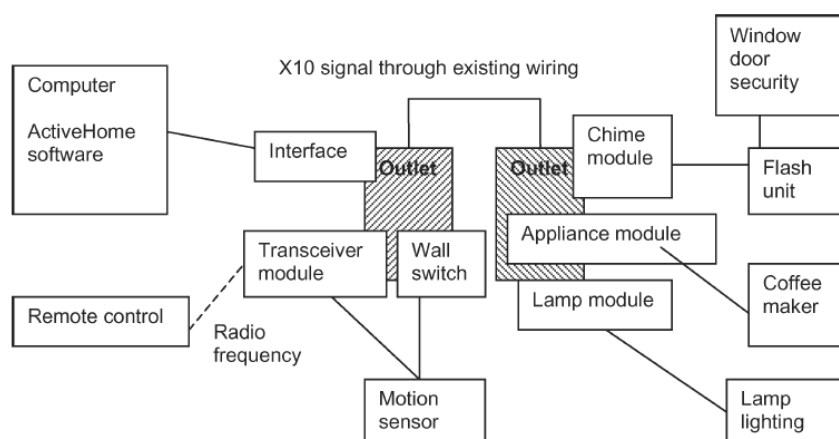 Window
door
security
X10 signal through existing wiring
Computer
ActiveHome
software
Interface
Outlet
Outlet
Chime
module
Flash
unit
Transceiver
module
Wall
switch
Appliance module
Remote control
Radio
frequency
Lamp module
Coffee
maker
Motion
sensor
Lamp
lighting